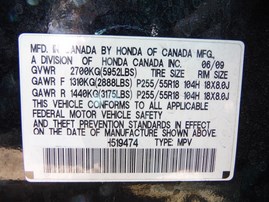 MFD. IN CANADA BY HONDA OF CANADA MFG.,
A DIVISION OF HONDA CANADA INC. 06/09
GVWR 2700KG(5952LBS) TIRE SIZE RIM SIZE
GAWR F 1310KG(2888LBS) P255/55R18 104H 18X8.0J
GAWR R 1440KG(3175LBS) P255/55R18 104H 18X8.0J
THIS VEHICLE CONFORMS TO ALL APPLICABLE
FEDERAL MOTOR VEHICLE SAFETY
AND THEFT PREVENTION STANDARDS IN EFFECT
ON THE DATE OF MANUFACTURE SHOWN ABOVE.
H519474 TYPE: MPV